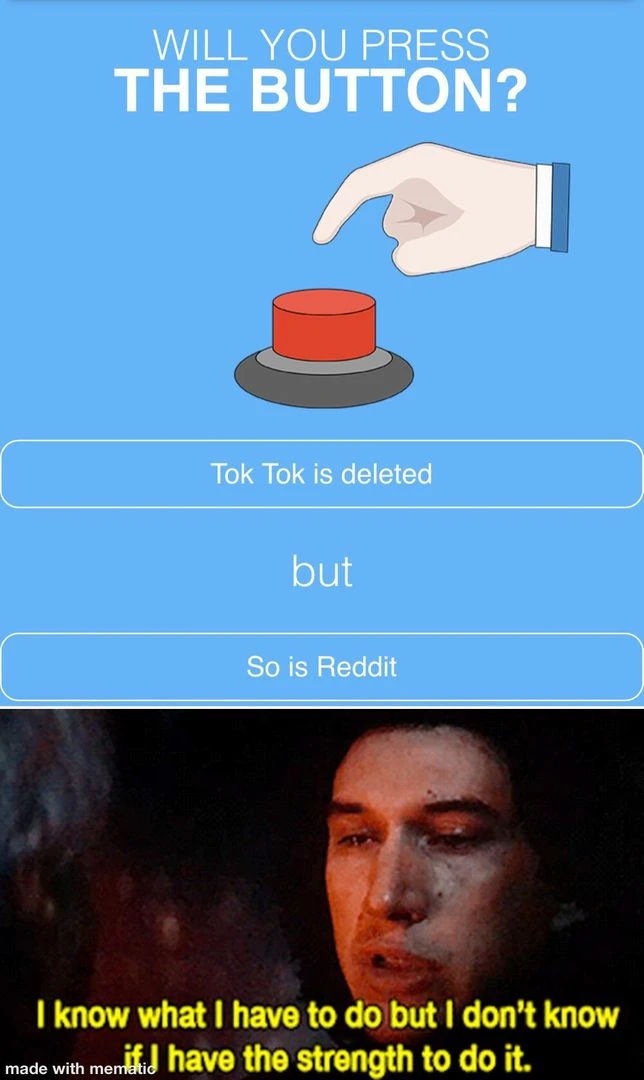 WILL YOU PRESS
THE BUTTON?
Tok Tok is deleted
but
So is Reddit
I know what I have to do but I don't know
if I have the strength to do it.
made with mematic